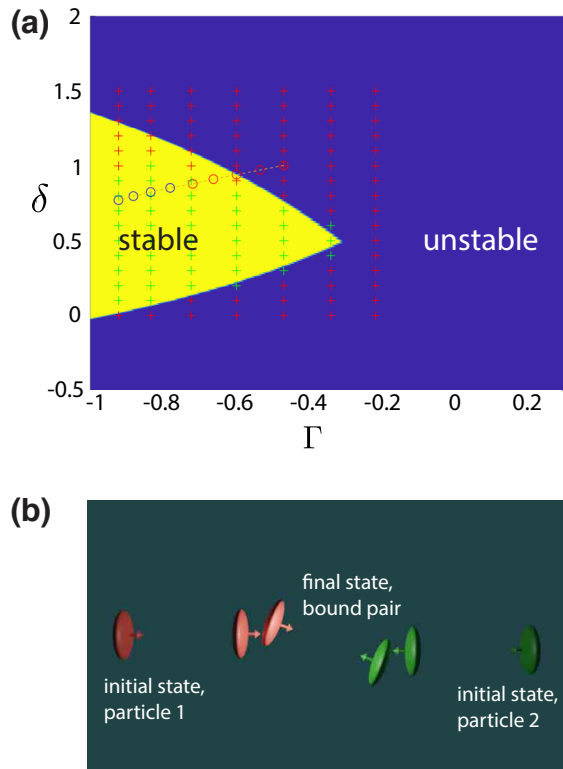 (a)
2
1.5
1
δ
0.5
stable
unstable
0
-0.5
-1 -0.8 -0.6 -0.4 -0.2 0 0.2
Γ
(b)
final state,
bound pair
initial state,
particle 1
initial state,
particle 2